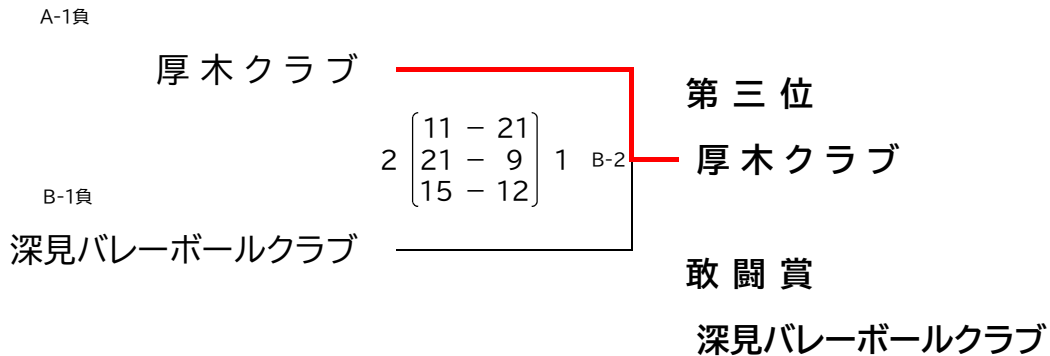 A-1負
厚木クラブ
第三位
11 － 21
2 21 － 9 1 B-2 厚木クラブ
15 － 12
B-1負
深見バレーボールクラブ
敢闘賞
深見バレーボールクラブ